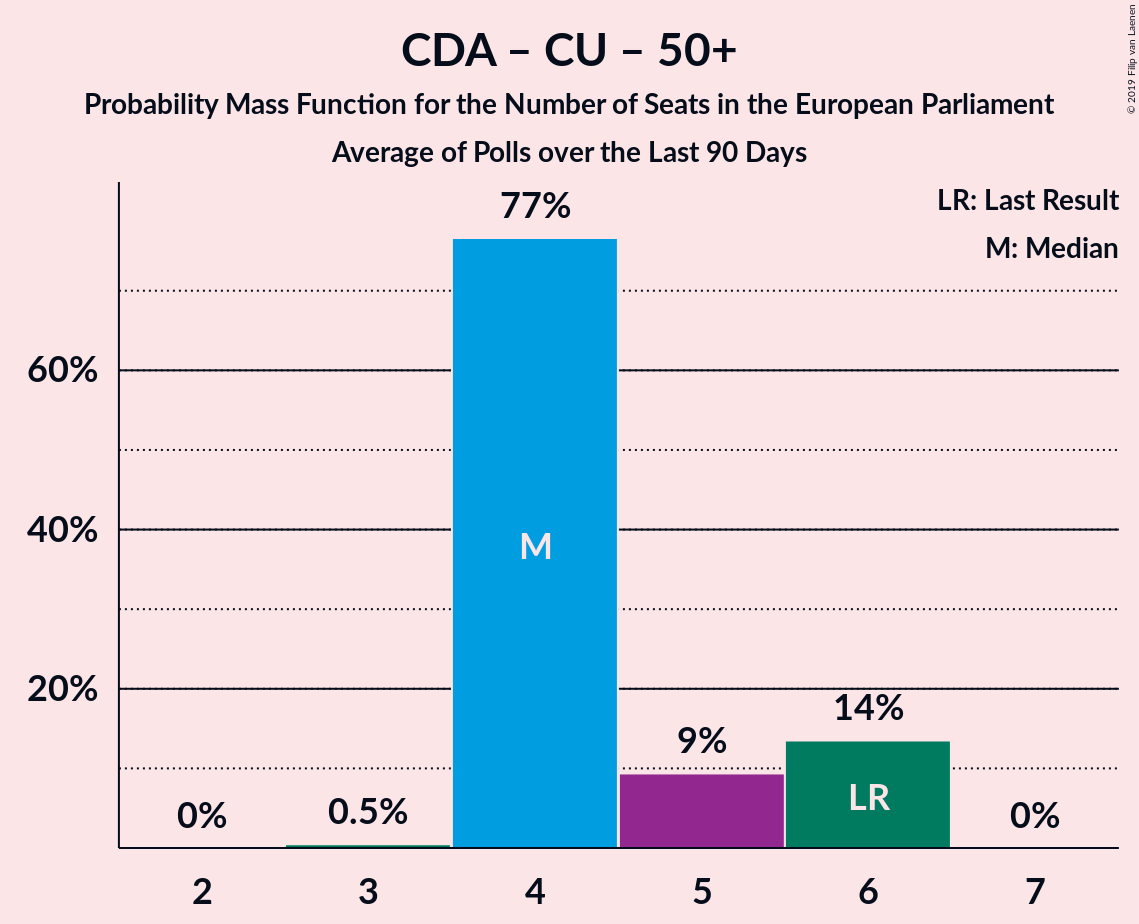 CDA – CU – 50+
Probability Mass Function for the Number of Seats in the European Parliament
Average of Polls over the Last 90 Days
© 2019 Filip van Laenen
LR: Last Result
M: Median
77%
60%
40%
20%
M
14%
9%
LR
0%
0.5%
0%
2 3 4 5 6 7